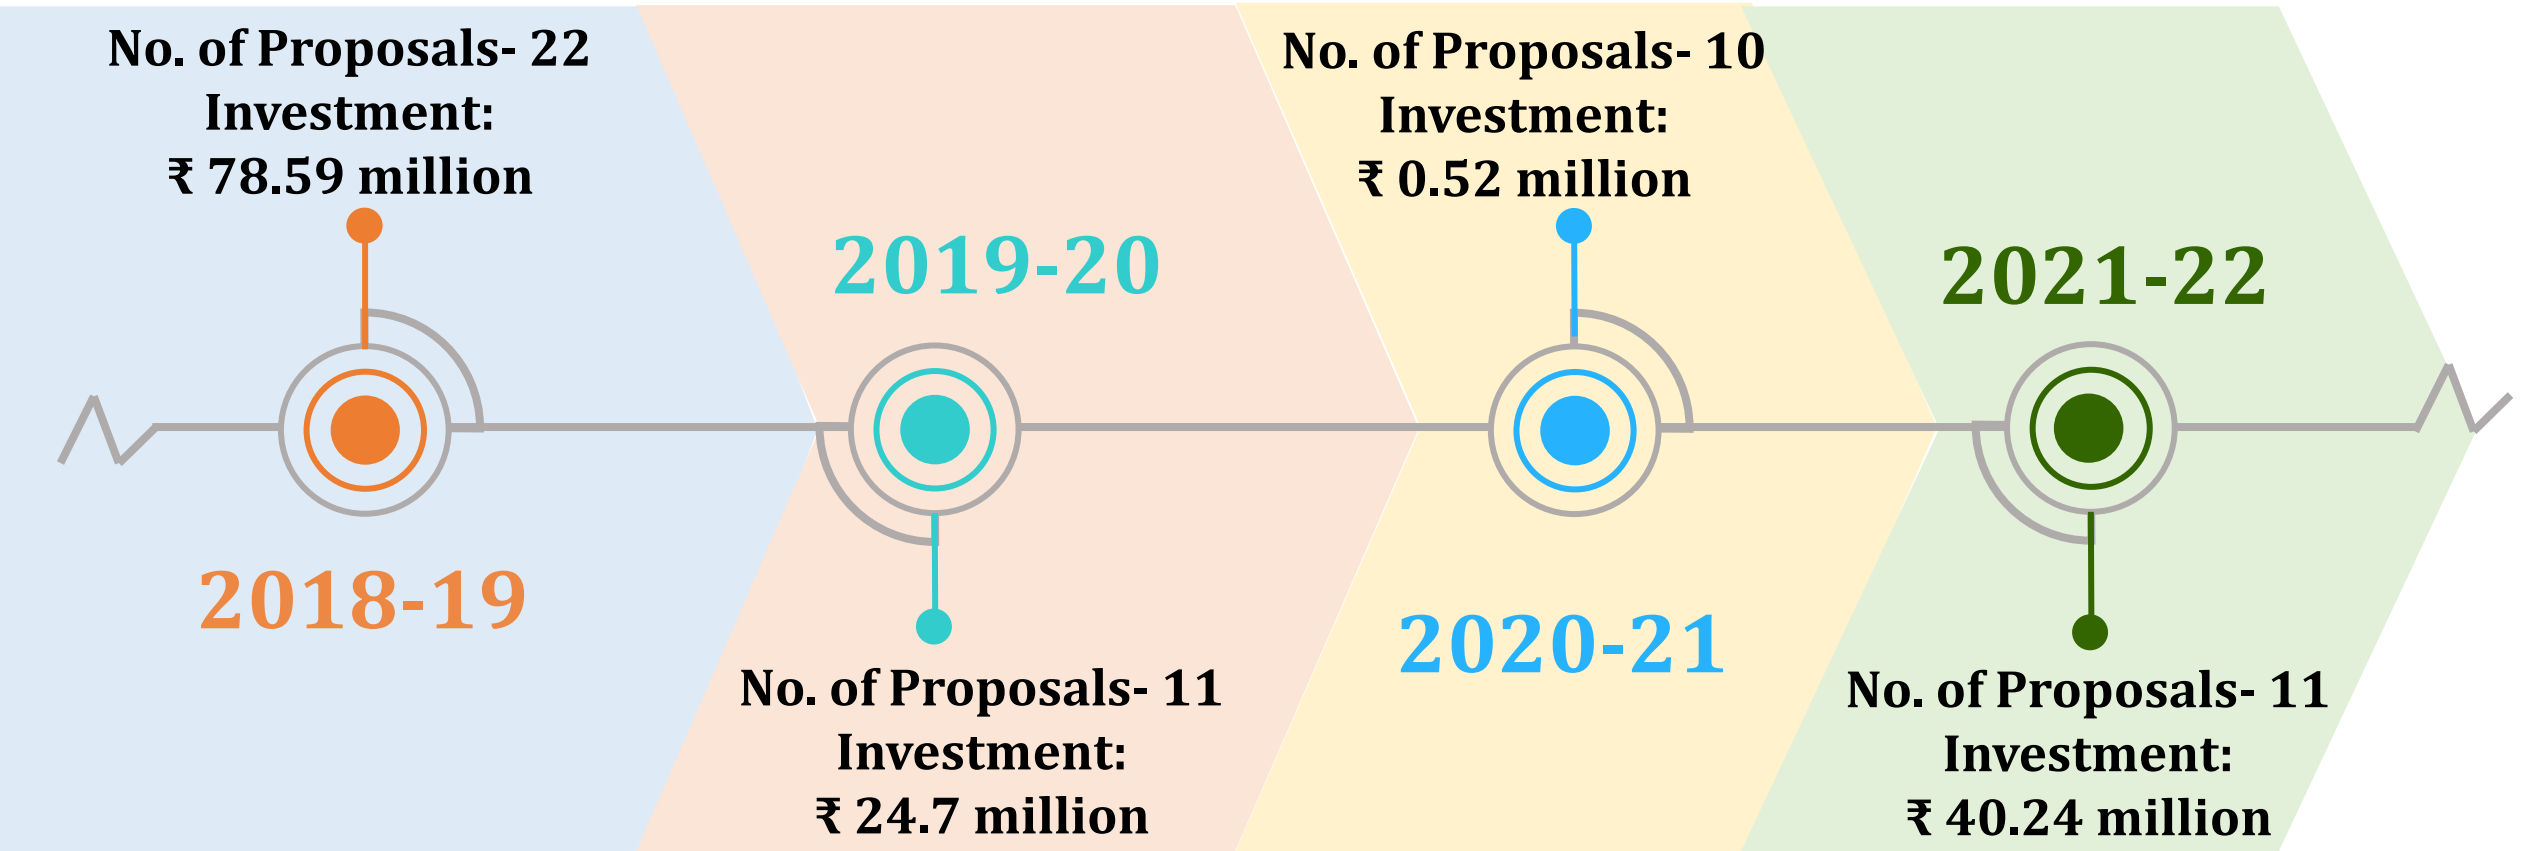 No. of Proposals- 22
Investment:
₹ 78.59 million
2018-19
2019-20
No. of Proposals- 11
Investment:
₹ 24.7 million
No. of Proposals- 10
Investment:
₹ 0.52 million
2020-21
2021-22
No. of Proposals- 11
Investment:
₹ 40.24 million